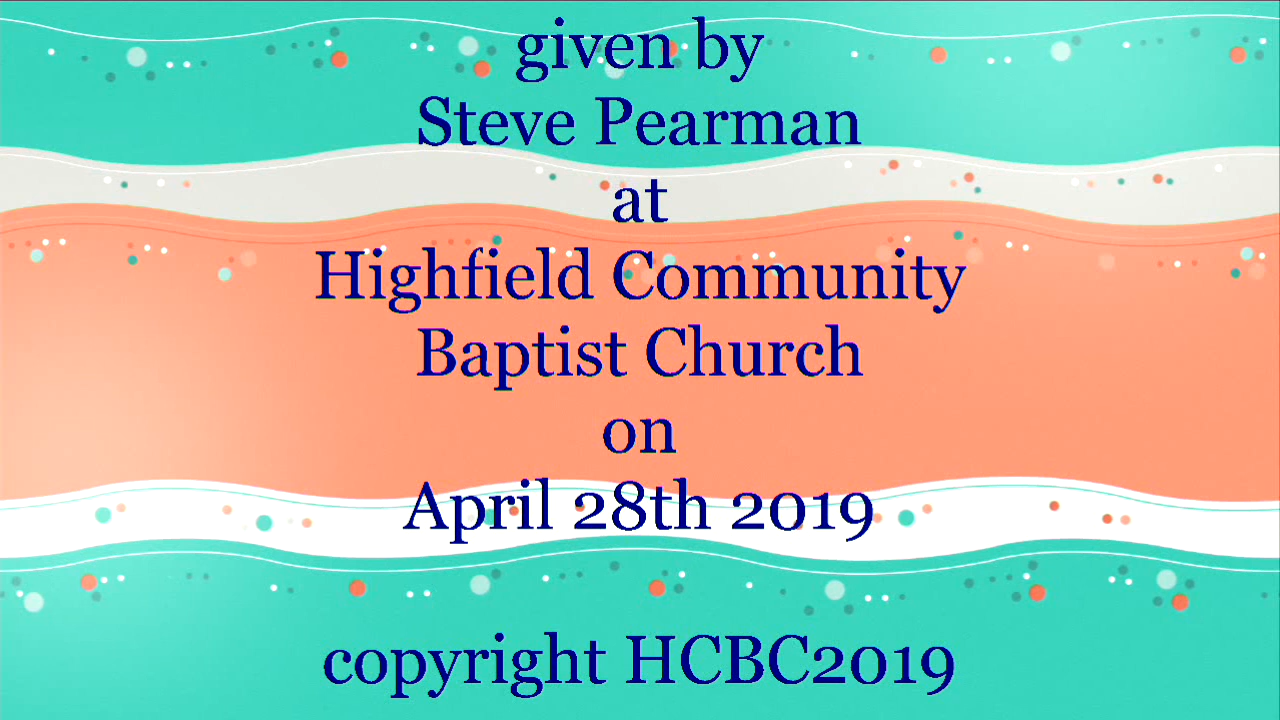 given by
Steve Pearman
at
Highfield Community
Baptist Church
on
April 28th 2019
copyright HCBC2019